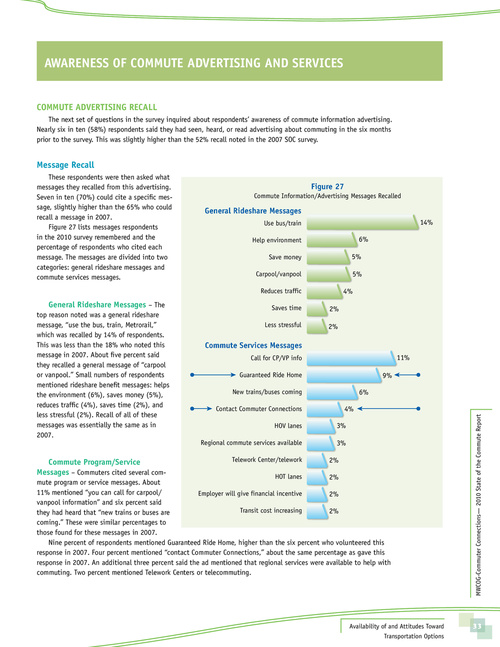 AWARENESS OF COMMUTE ADVERTISING AND SERVICES
COMMUTE ADVERTISING RECALL
The next set of questions in the survey inquired about respondents' awareness of commute information advertising.
Nearly six in ten (58%) respondents said they had seen, heard, or read advertising about commuting in the six months
prior to the survey. This was slightly higher than the 52% recall noted in the 2007 SOC survey.
Message Recall
These respondents were then asked what
messages they recalled from this advertising.
Seven in ten (70%) could cite a specific mes-
sage, slightly higher than the 65% who could
recall a message in 2007.
Figure 27 lists messages respondents
in the 2010 survey remembered and the
percentage of respondents who cited each
message. The messages are divided into two
categories: general rideshare messages and
commute services messages.
General Rideshare Messages – The
top reason noted was a general rideshare
message, "use the bus, train, Metrorail,"
which was recalled by 14% of respondents.
This was less than the 18% who noted this
message in 2007. About five percent said
they recalled a general message of "carpool
or vanpool." Small numbers of respondents
mentioned rideshare benefit messages: helps
the environment (6%), saves money (5%),
reduces traffic (4%), saves time (2%), and
less stressful (2%). Recall of all of these
messages was essentially the same as in
2007.
Commute Program/Service
Messages – Commuters cited several com-
mute program or service messages. About
11% mentioned "you can call for carpool/
vanpool information" and six percent said
they had heard that "new trains or buses are
coming." These were similar percentages to
those found for these messages in 2007.
Figure 27
Commute Information/Advertising Messages Recalled
General Rideshare Messages
Use bus/train 14%
Help environment 6%
Save money 5%
Carpool/vanpool 5%
Reduces traffic 4%
Saves time 2%
Less stressful 2%
Commute Services Messages
Call for CP/VP info 11%
Guaranteed Ride Home 9%
New trains/buses coming 6%
Contact Commuter Connections 4%
HOV lanes 3%
Regional commute services available 3%
Telework Center/telework 2%
HOT lanes 2%
Employer will give financial incentive 2%
Transit cost increasing 2%
Nine percent of respondents mentioned Guaranteed Ride Home, higher than the six percent who volunteered this
response in 2007. Four percent mentioned "contact Commuter Connections," about the same percentage as gave this
response in 2007. An additional three percent said the ad mentioned that regional services were available to help with
commuting. Two percent mentioned Telework Centers or telecommuting.
MWCOG-Commuter Connections— 2010 State of the Commute Report
Availability of and Attitudes Toward
Transportation Options
33